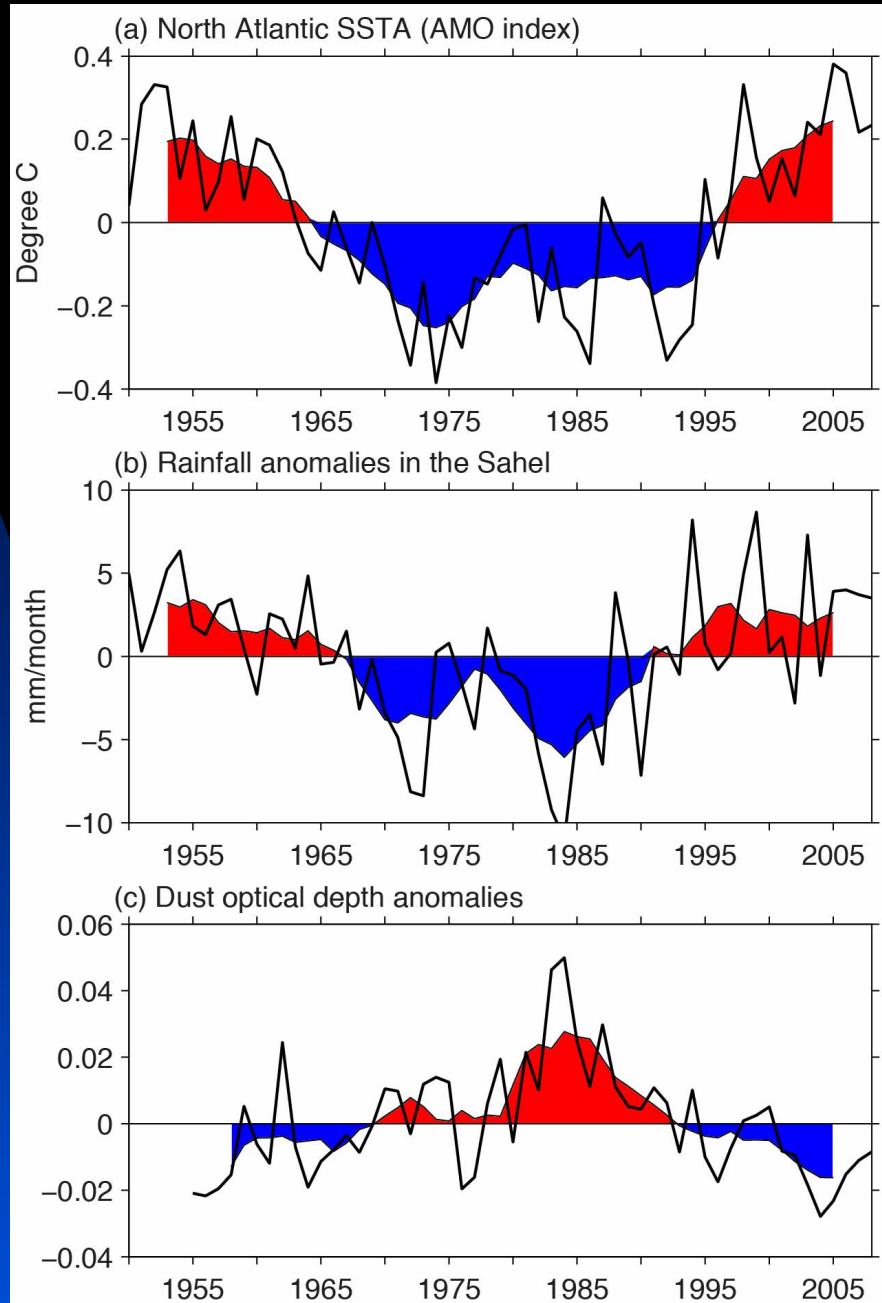 (a) North Atlantic SSTA (AMO index)
0.4
0.2
0
−0.2
−0.4
Degree C
1955 1965 1975 1985 1995 2005
(b) Rainfall anomalies in the Sahel
10
5
0
−5
−10
mm/month
1955 1965 1975 1985 1995 2005
(c) Dust optical depth anomalies
0.06
0.04
0.02
0
−0.02
−0.04
1955 1965 1975 1985 1995 2005